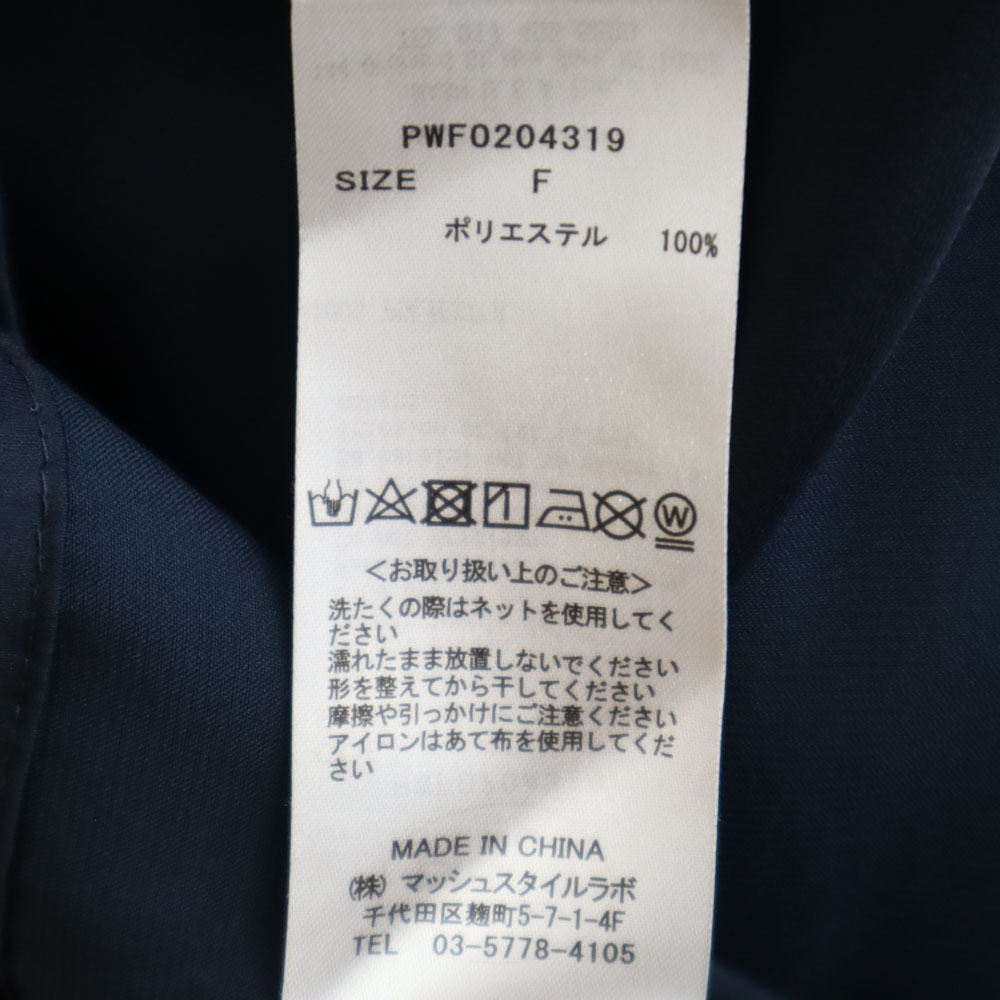 PWF0204319
SIZE F
ポリエステル 100%
W
<お取り扱い上のご注意>
洗たくの際はネットを使用してく
ださい
濡れたまま放置しないでください
形を整えてから干してください
摩擦や引っかけにご注意ください
アイロンはあて布を使用してくだ
さい
MADE IN CHINA
(株) マッシュスタイルラボ
千代田区麹町5-7-1-4F
TEL 03-5778-4105